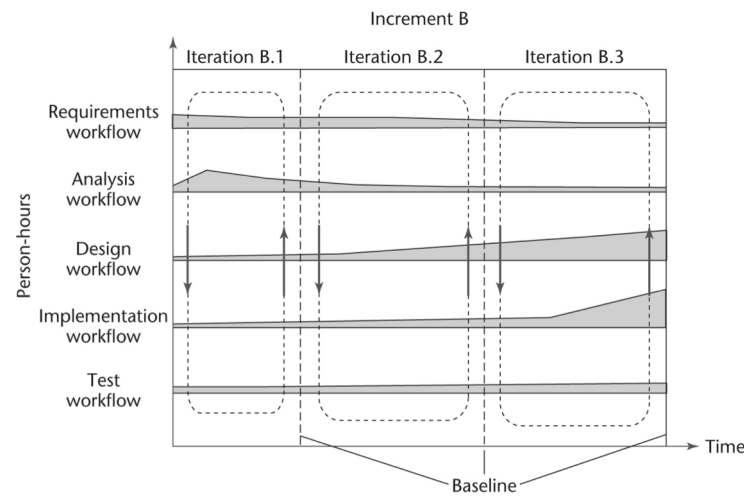 Increment B
Iteration B.1
Iteration B.2
Iteration B.3
Requirements
workflow
Analysis
workflow
Person-hours
Design
workflow
Implementation
workflow
Test
workflow
Time
Baseline